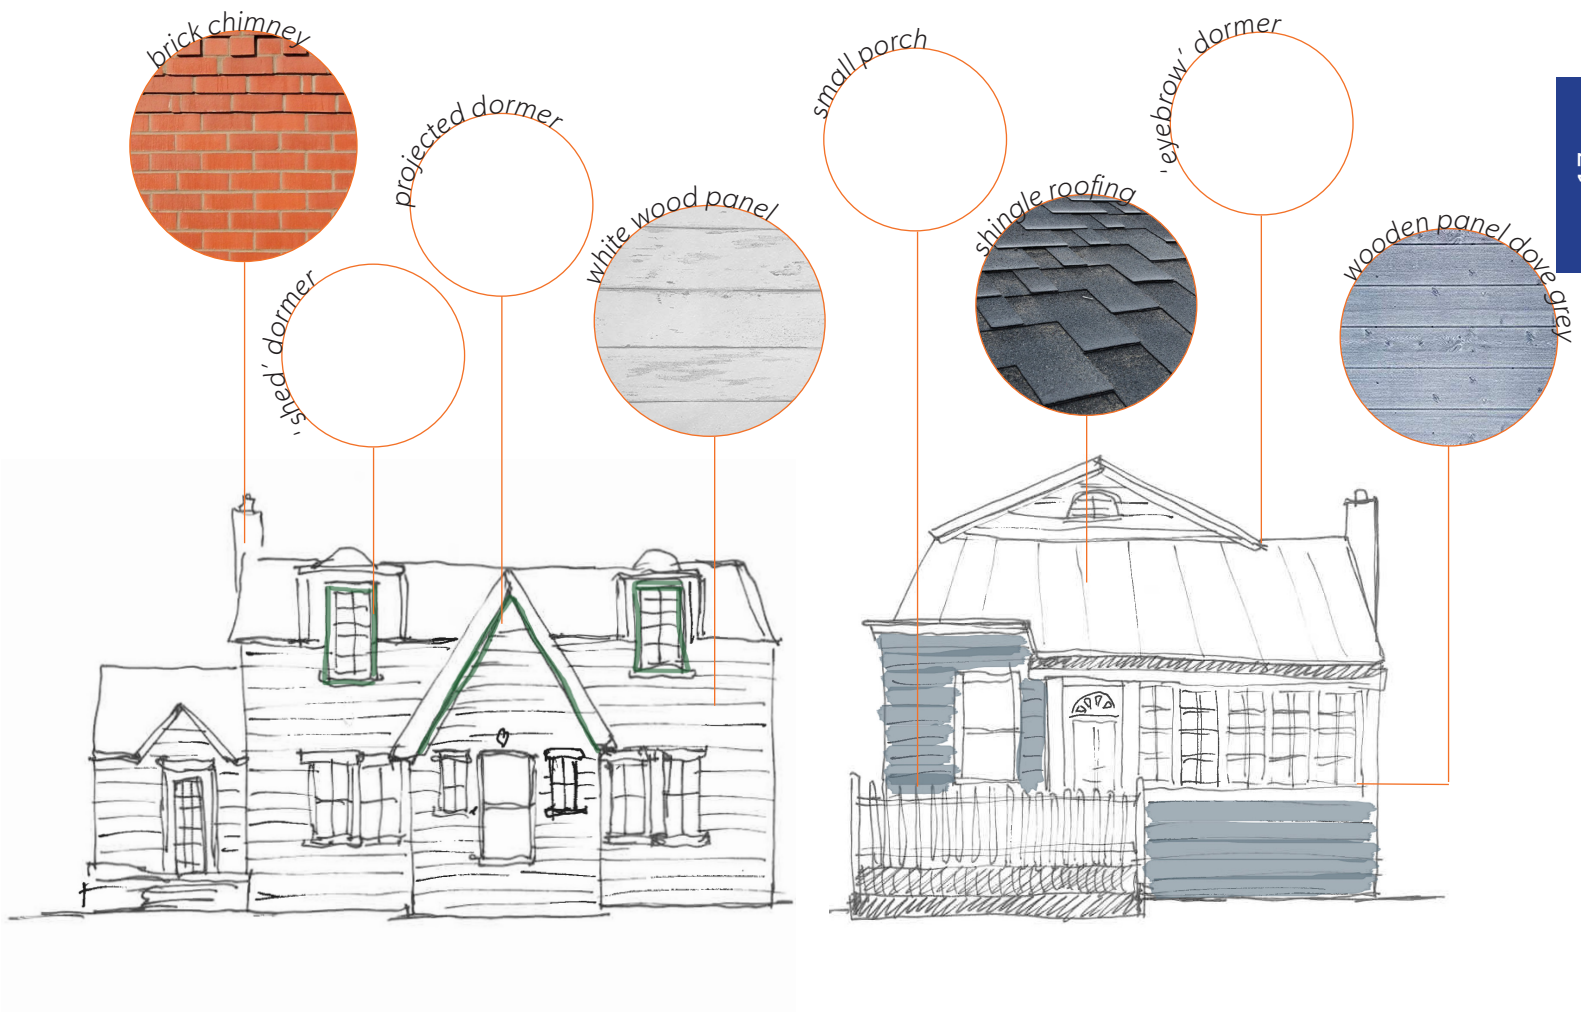 brick chimney
'shed' dormer
projected dormer
white wood panel
small porch
shingle roofing
'eyebrow' dormer
wooden panel dove grey